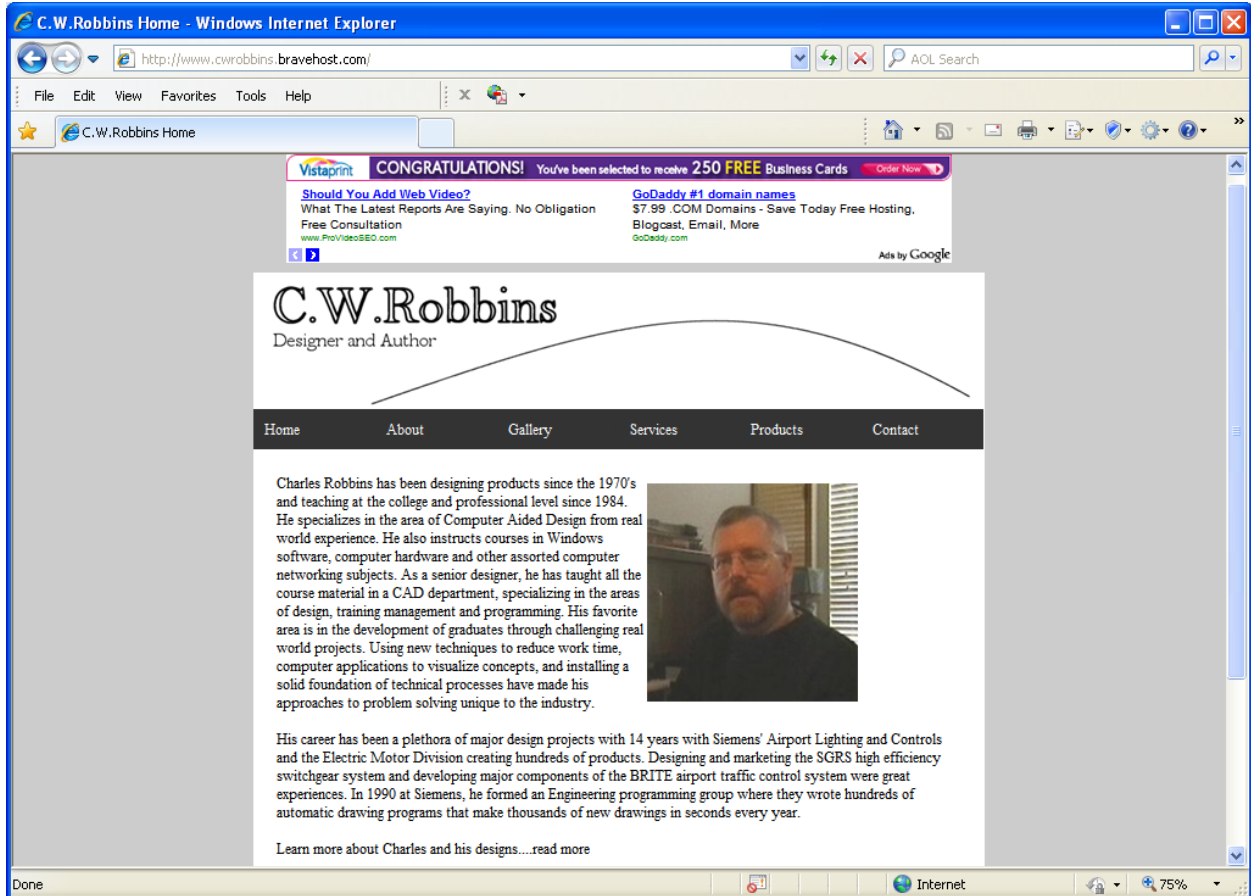 C.W.Robbins Home - Windows Internet Explorer
http://www.cwrobbins.bravehost.com/
AOL Search
File Edit View Favorites Tools Help
C.W.Robbins Home
Vistaprint CONGRATULATIONS! You've been selected to receive 250 FREE Business Cards Order Now
Should You Add Web Video?
What The Latest Reports Are Saying. No Obligation
Free Consultation
www.ProVideoSEO.com
GoDaddy #1 domain names
$7.99 .COM Domains - Save Today Free Hosting,
Blogcast, Email, More
GoDaddy.com
Ads by Google
C.W.Robbins
Designer and Author
Home About Gallery Services Products Contact
Charles Robbins has been designing products since the 1970's
and teaching at the college and professional level since 1984.
He specializes in the area of Computer Aided Design from real
world experience. He also instructs courses in Windows
software, computer hardware and other assorted computer
networking subjects. As a senior designer, he has taught all the
course material in a CAD department, specializing in the areas
of design, training management and programming. His favorite
area is in the development of graduates through challenging real
world projects. Using new techniques to reduce work time,
computer applications to visualize concepts, and installing a
solid foundation of technical processes have made his
approaches to problem solving unique to the industry.
His career has been a plethora of major design projects with 14 years with Siemens' Airport Lighting and Controls
and the Electric Motor Division creating hundreds of products. Designing and marketing the SGRS high efficiency
switchgear system and developing major components of the BRITE airport traffic control system were great
experiences. In 1990 at Siemens, he formed an Engineering programming group where they wrote hundreds of
automatic drawing programs that make thousands of new drawings in seconds every year.
Learn more about Charles and his designs....read more
Done
Internet
75%